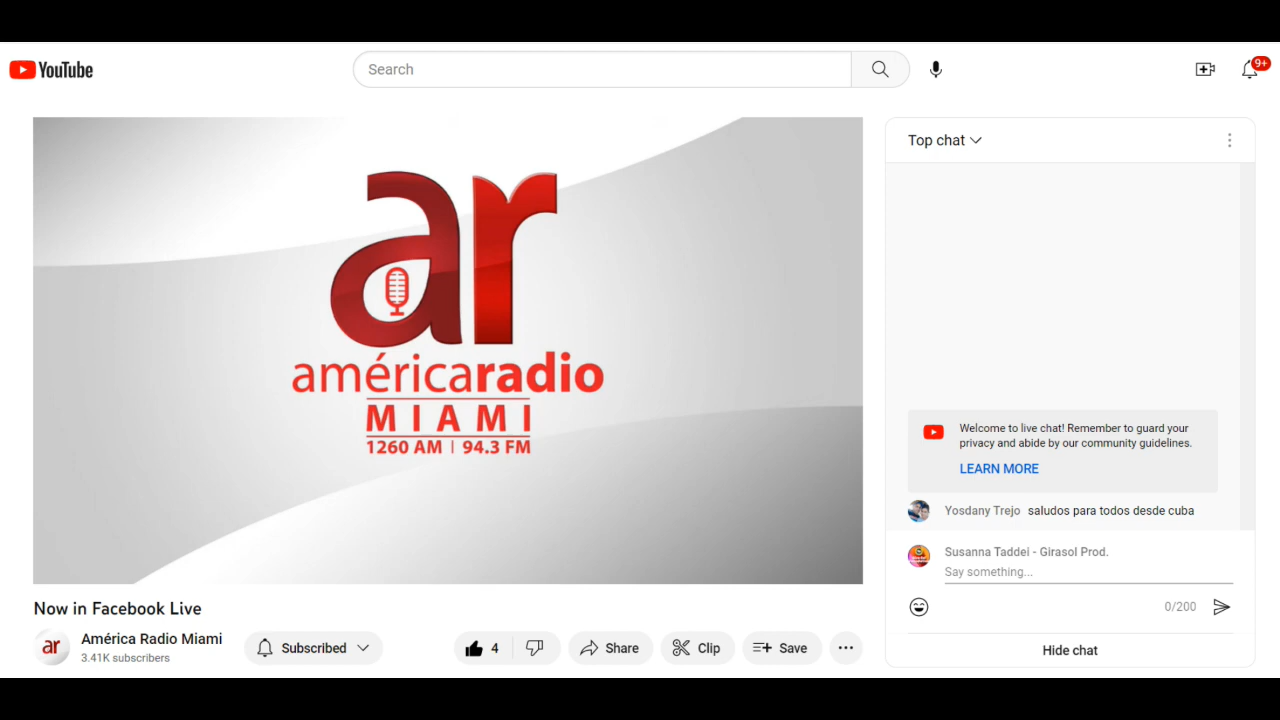 YouTube
Search
9+
ar
américaradio
MIAMI
1260 AM | 94.3 FM
Now in Facebook Live
ar
América Radio Miami
3.41K subscribers
Subscribed
4
Share
Clip
Save
Top chat
Welcome to live chat! Remember to guard your
privacy and abide by our community guidelines.
LEARN MORE
Yosdany Trejo saludos para todos desde cuba
Susanna Taddei - Girasol Prod.
Say something...
0/200
Hide chat